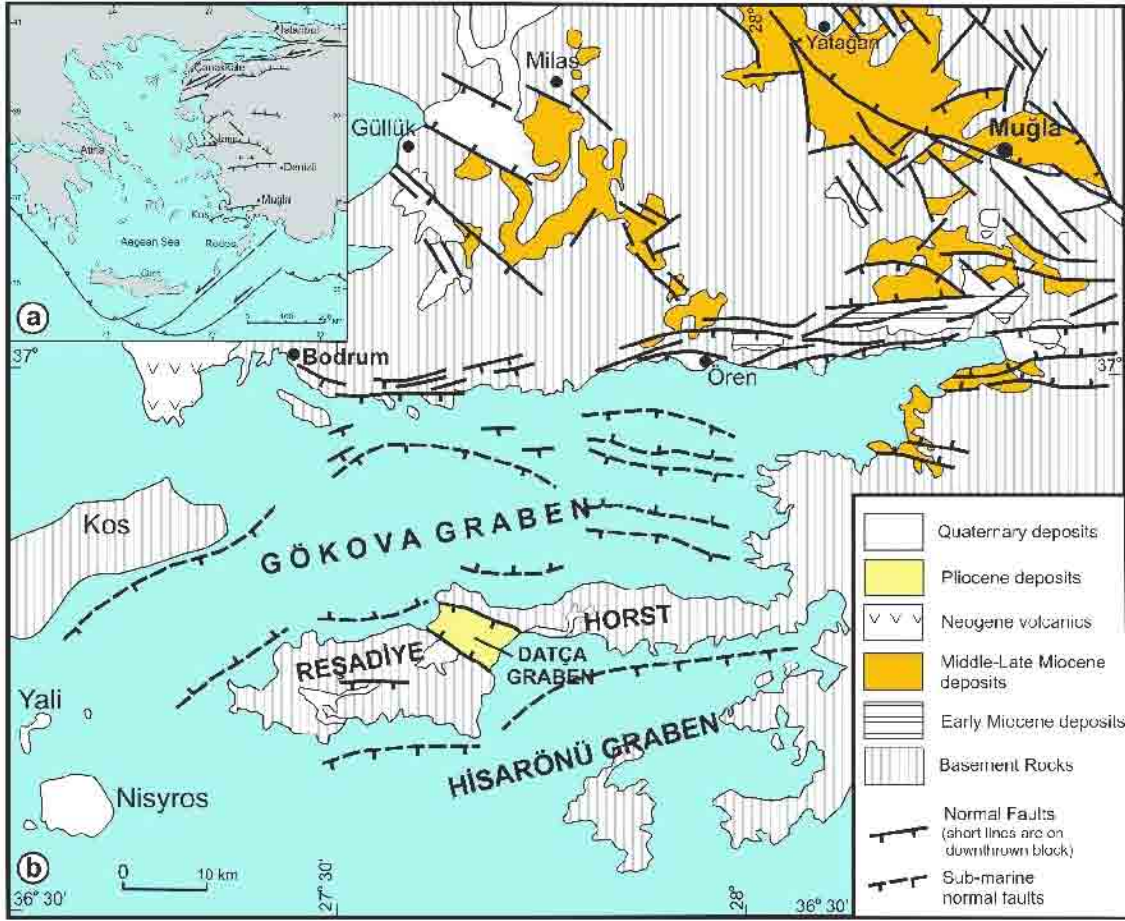 İstanbul
Çanakkale
İzmir
Atina
Denizli
Muğla
Kos
Aegean Sea
Rodos
a
28°
Yatağan
Milas
Güllük
Muğla
37°
Bodrum
Ören
37°
Kos
GÖKOVA GRABEN
HORST
REŞADİYE
DATÇA
GRABEN
Yali
HİSARÖNÜ GRABEN
Nisyros
b
0 10 km
36° 30'
27° 30'
28°
36° 30'
Quaternary deposits
Pliocene deposits
Neogene volcanics
Middle-Late Miocene
deposits
Early Miocene deposits
Basement Rocks
Normal Faults
(short lines are on
downthrown block)
Sub-marine
normal faults